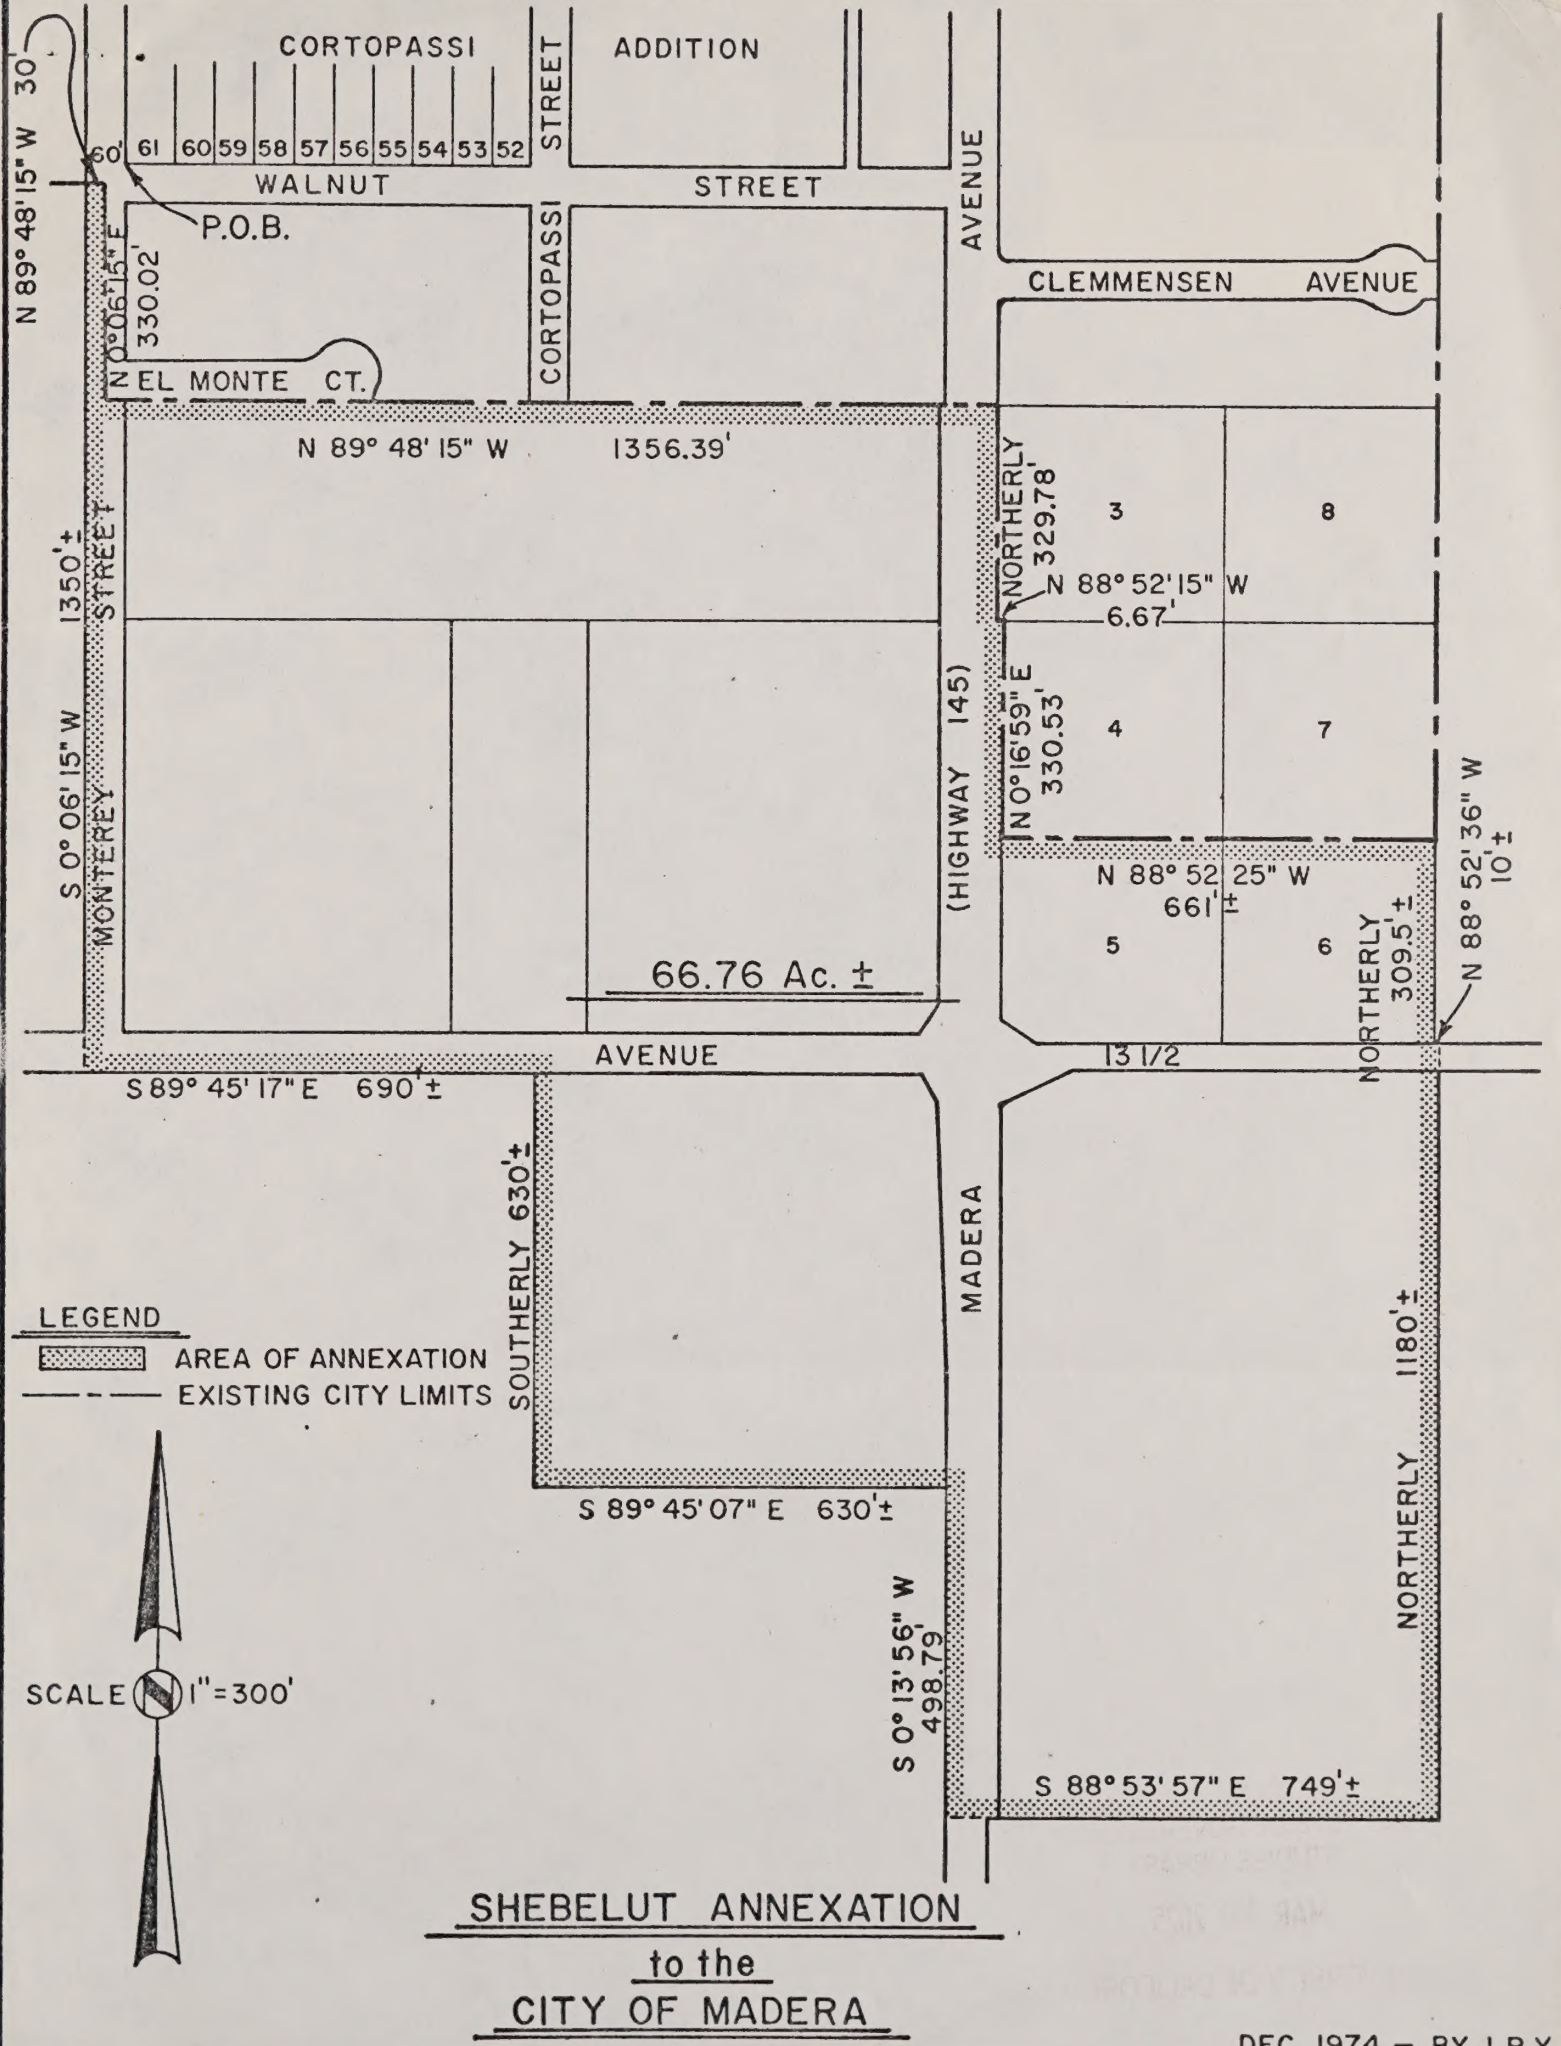 CORTOPASSI ADDITION
STREET
N 89° 48' 15" W 30'
60' 61 60 59 58 57 56 55 54 53 52
WALNUT STREET
AVENUE
P.O.B.
N 0° 06' 15" E
330.02'
CORTOPASSI
CLEMMENSEN AVENUE
EL MONTE CT.
N 89° 48' 15" W 1356.39'
NORTHERLY
329.78'
3 8
N 88° 52' 15" W
6.67'
S 0° 06' 15" W 1350'±
MONTEREY STREET
(HIGHWAY 145)
N 0° 16' 59" E
330.53'
4 7
N 88° 52' 25" W
661'±
5 6
NORTHERLY
309.5'±
N 88° 52' 36" W
10'±
66.76 Ac. ±
AVENUE 13 1/2
S 89° 45' 17" E 690'±
SOUTHERLY 630'±
MADERA
NORTHERLY 1180'±
LEGEND
AREA OF ANNEXATION
EXISTING CITY LIMITS
S 89° 45' 07" E 630'±
S 0° 13' 56" W
498.79'
SCALE N 1"=300'
S 88° 53' 57" E 749'±
SHEBELUT ANNEXATION
to the
CITY OF MADERA
DEC. 1974 — BY J.R.Y.